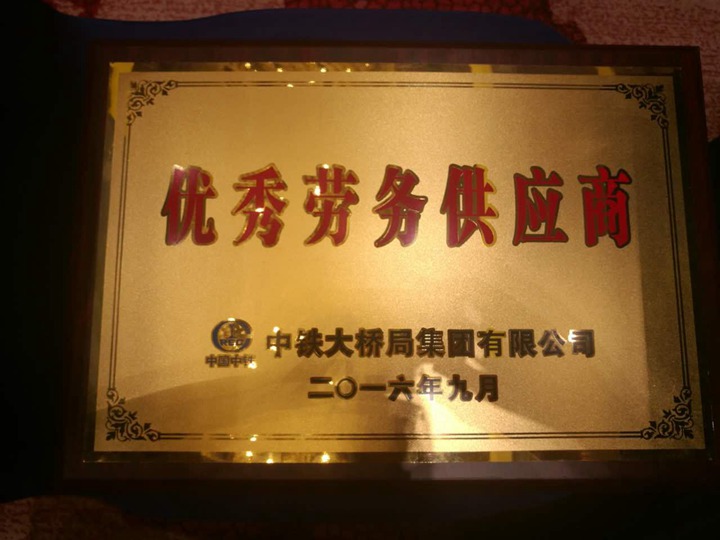 优秀劳务供应商
中铁大桥局集团有限公司
中国中铁
二〇一六年九月